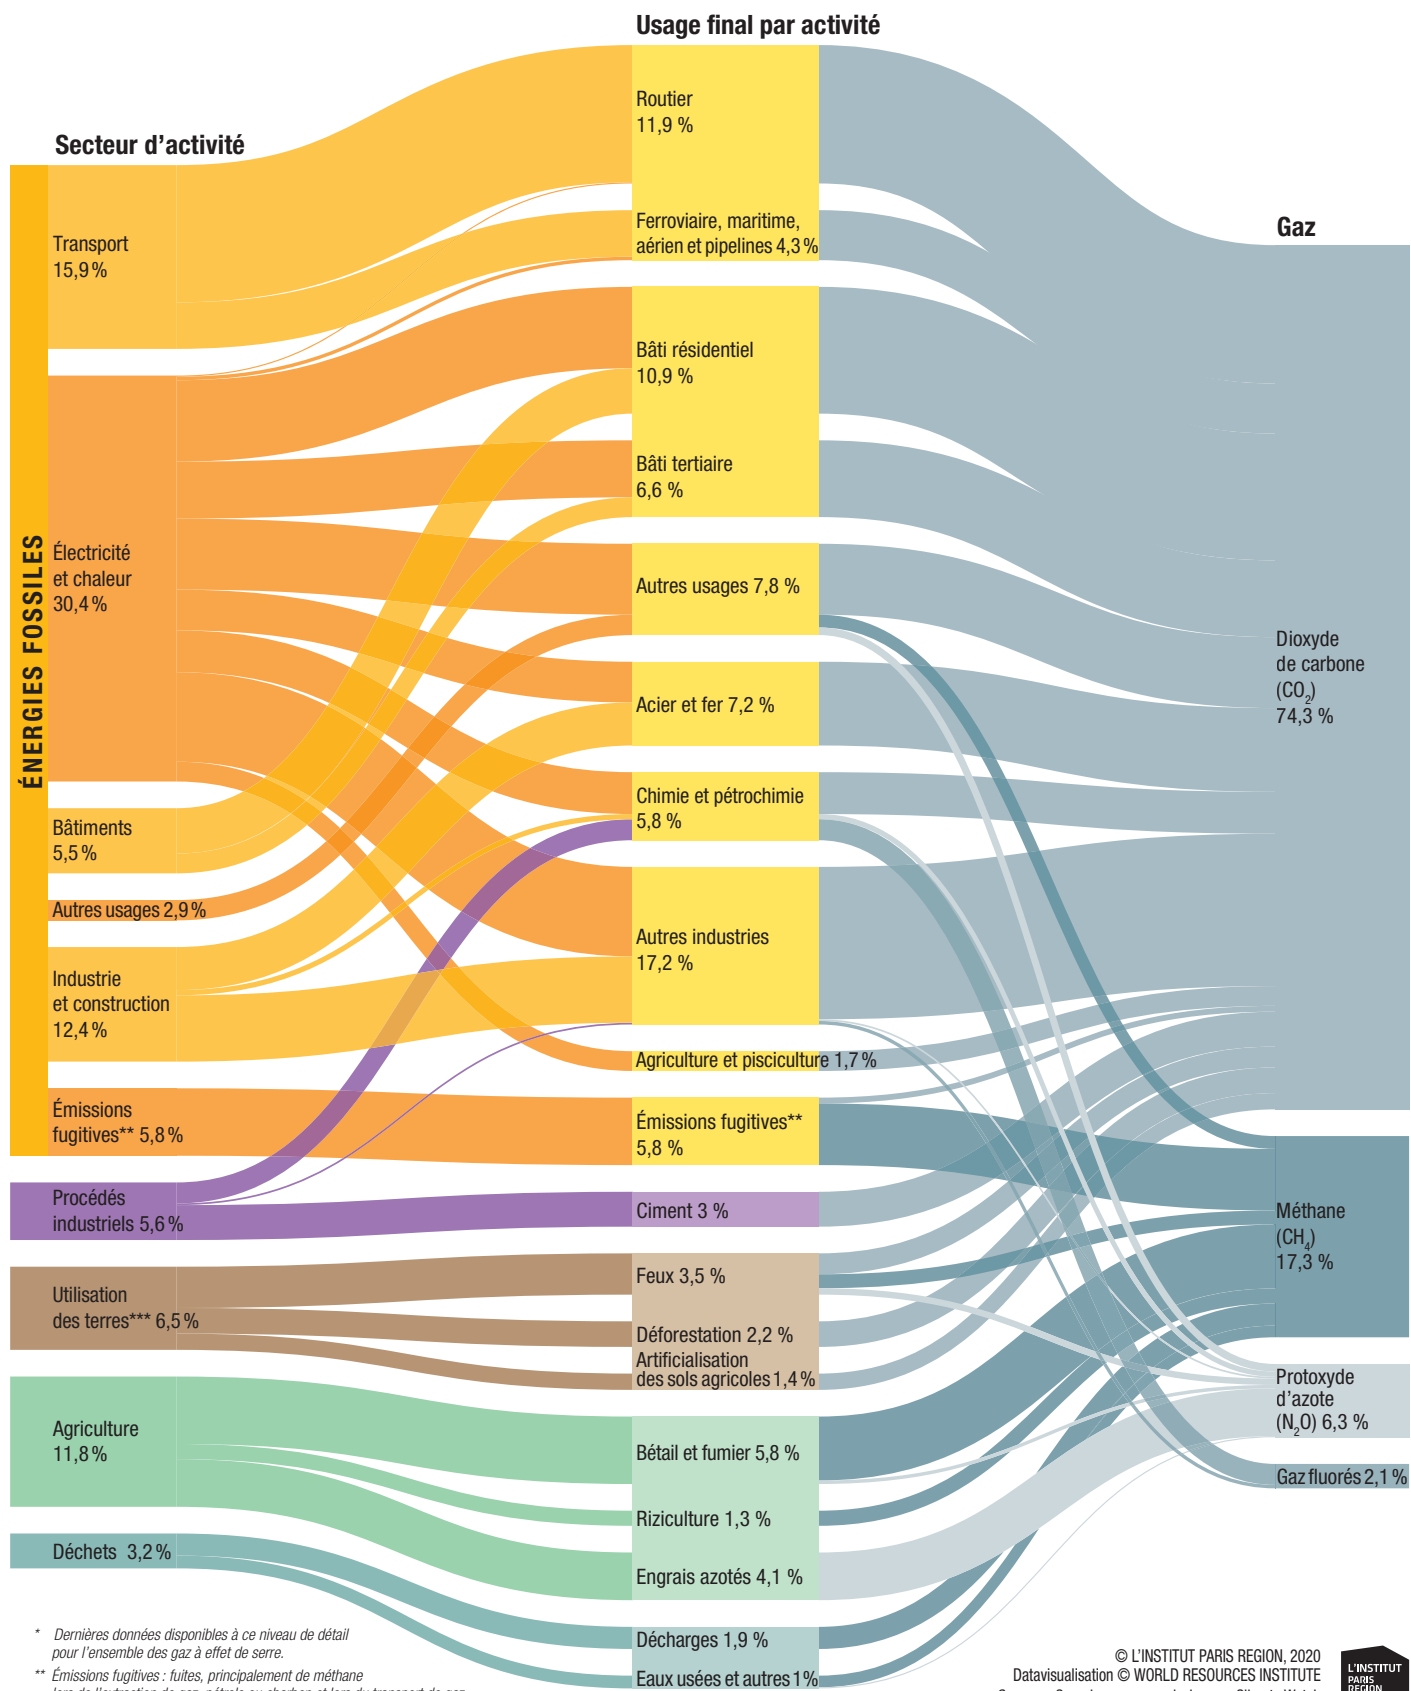 Usage final par activité
Secteur d'activité
Gaz
ÉNERGIES FOSSILES
Transport
15,9 %
Électricité
et chaleur
30,4 %
Bâtiments
5,5 %
Autres usages 2,9 %
Industrie
et construction
12,4 %
Émissions
fugitives** 5,8 %
Procédés
industriels 5,6 %
Utilisation
des terres*** 6,5 %
Agriculture
11,8 %
Déchets 3,2 %
Routier
11,9 %
Ferroviaire, maritime,
aérien et pipelines 4,3 %
Bâti résidentiel
10,9 %
Bâti tertiaire
6,6 %
Autres usages 7,8 %
Acier et fer 7,2 %
Chimie et pétrochimie
5,8 %
Autres industries
17,2 %
Agriculture et pisciculture 1,7 %
Émissions fugitives**
5,8 %
Ciment 3 %
Feux 3,5 %
Déforestation 2,2 %
Artificialisation
des sols agricoles 1,4 %
Bétail et fumier 5,8 %
Riziculture 1,3 %
Engrais azotés 4,1 %
Décharges 1,9 %
Eaux usées et autres 1 %
Dioxyde
de carbone
(CO₂)
74,3 %
Méthane
(CH₄)
17,3 %
Protoxyde
d'azote
(N₂O) 6,3 %
Gaz fluorés 2,1 %
* Dernières données disponibles à ce niveau de détail
pour l'ensemble des gaz à effet de serre.
** Émissions fugitives : fuites, principalement de méthane
© L'INSTITUT PARIS REGION, 2020
Datavisualisation © WORLD RESOURCES INSTITUTE
L'INSTITUT
PARIS
REGION